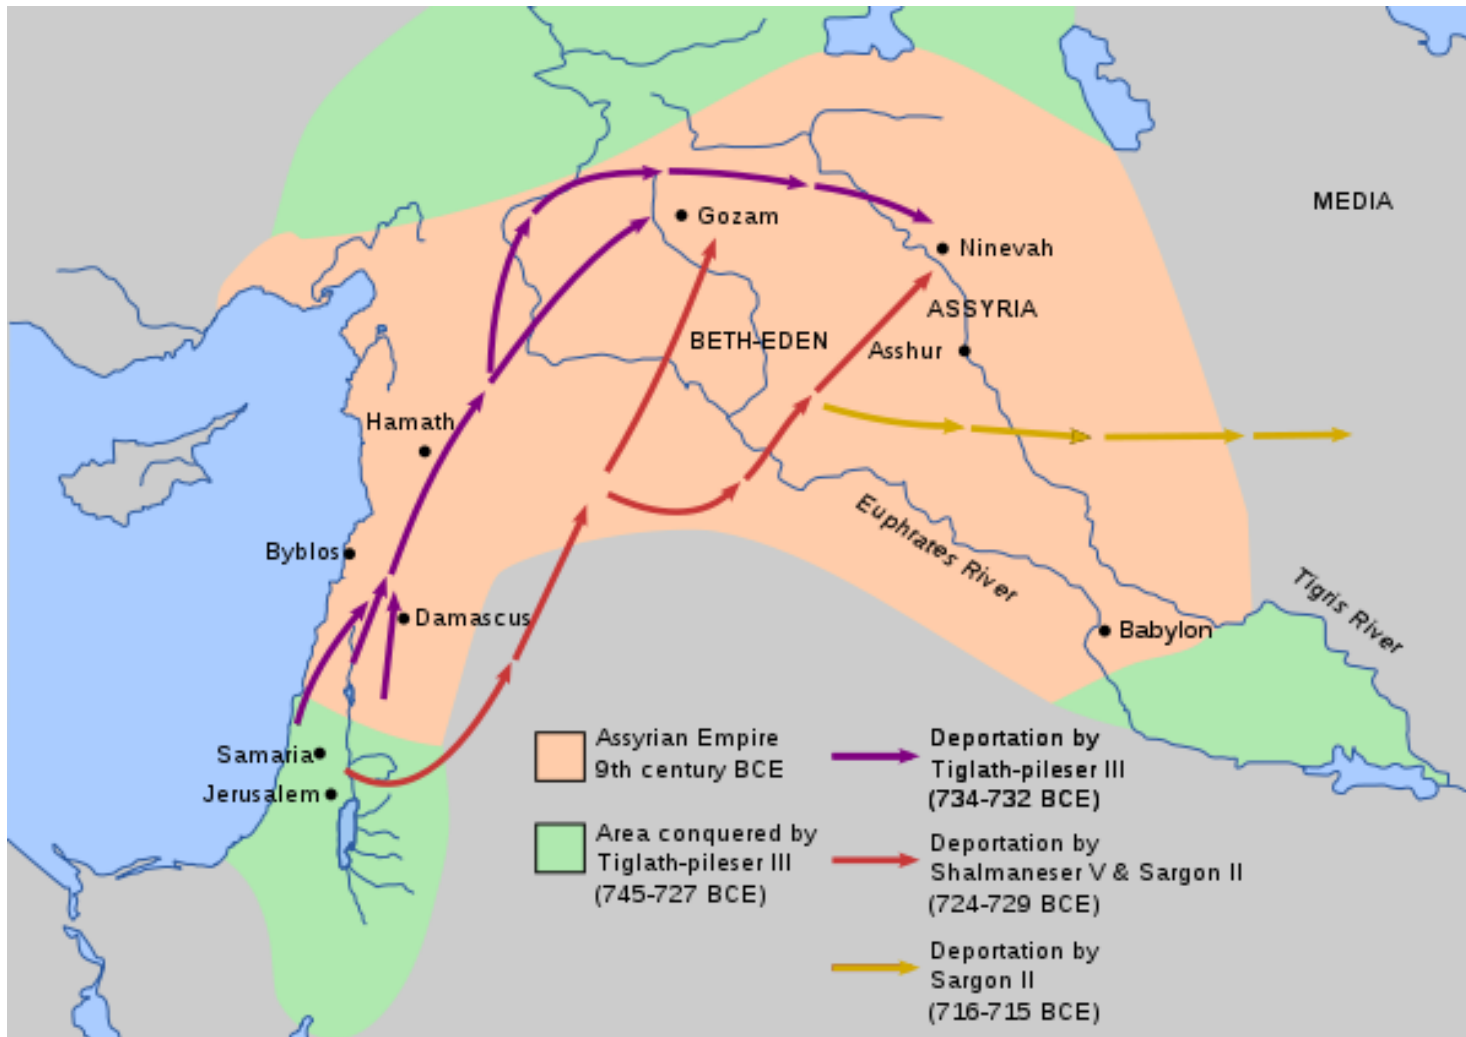 MEDIA
Gozam
Ninevah
ASSYRIA
BETH-EDEN
Asshur
Hamath
Byblos
Euphrates River
Tigris River
Damascus
Babylon
Samaria
Jerusalem
Assyrian Empire
9th century BCE
Area conquered by
Tiglath-pileser III
(745-727 BCE)
Deportation by
Tiglath-pileser III
(734-732 BCE)
Deportation by
Shalmaneser V & Sargon II
(724-729 BCE)
Deportation by
Sargon II
(716-715 BCE)